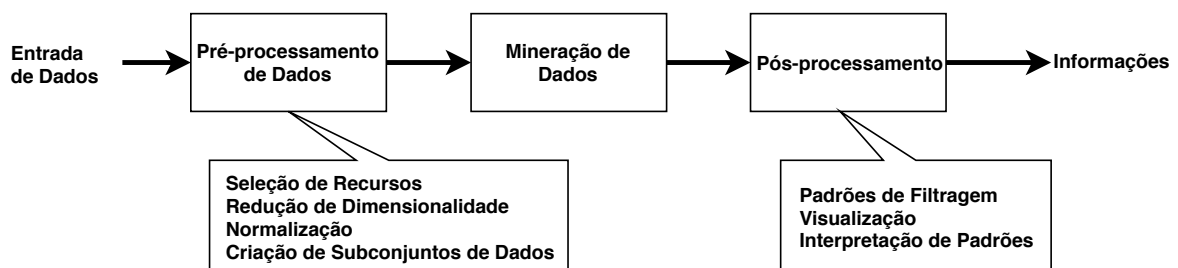 Entrada
de Dados
Pré-processamento
de Dados
Mineração de
Dados
Pós-processamento
Informações
Seleção de Recursos
Redução de Dimensionalidade
Normalização
Criação de Subconjuntos de Dados
Padrões de Filtragem
Visualização
Interpretação de Padrões